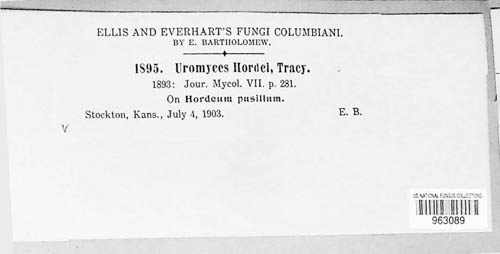 ELLIS AND EVERHART'S FUNGI COLUMBIANI.
BY E. BARTHOLOMEW.
1895. Uromyces Hordei, Tracy.
1893: Jour. Mycol. VII. p. 281.
On Hordeum pusillum.
Stockton, Kans., July 4, 1903. E. B.
V
US NATIONAL FUNGUS COLLECTIONS
963089